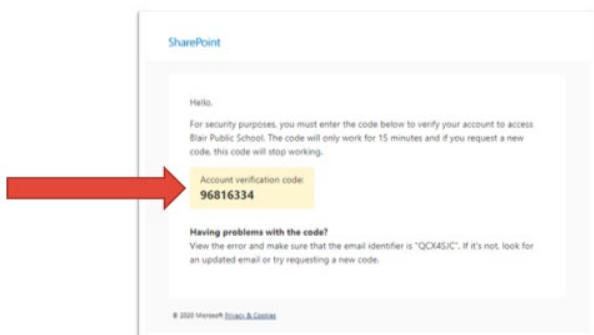 SharePoint
Hello,
For security purposes, you must enter the code below to verify your account to access
Blair Public School. The code will only work for 15 minutes and if you request a new
code, this code will stop working.
Account verification code:
96816334
Having problems with the code?
View the error and make sure that the email identifier is "QCX4SJC". If it's not, look for
an updated email or try requesting a new code.
© 2020 Microsoft Privacy & Cookies